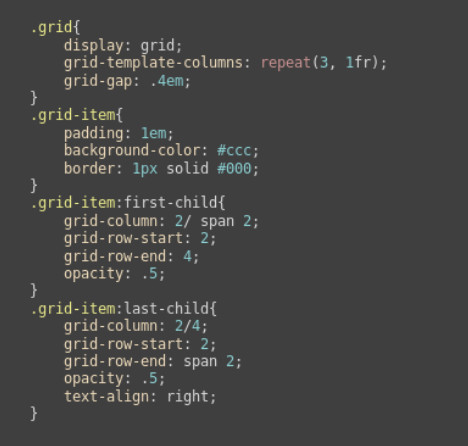 .grid{
    display: grid;
    grid-template-columns: repeat(3, 1fr);
    grid-gap: .4em;
}
.grid-item{
    padding: 1em;
    background-color: #ccc;
    border: 1px solid #000;
}
.grid-item:first-child{
    grid-column: 2/ span 2;
    grid-row-start: 2;
    grid-row-end: 4;
    opacity: .5;
}
.grid-item:last-child{
    grid-column: 2/4;
    grid-row-start: 2;
    grid-row-end: span 2;
    opacity: .5;
    text-align: right;
}